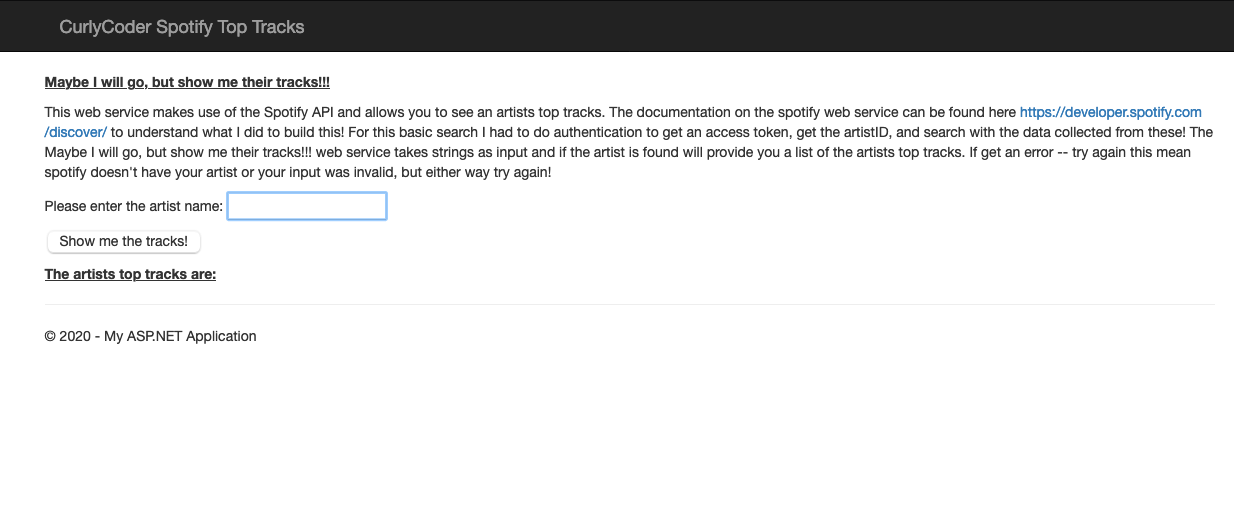 CurlyCoder Spotify Top Tracks
Maybe I will go, but show me their tracks!!!
This web service makes use of the Spotify API and allows you to see an artists top tracks. The documentation on the spotify web service can be found here https://developer.spotify.com
/discover/ to understand what I did to build this! For this basic search I had to do authentication to get an access token, get the artistID, and search with the data collected from these! The
Maybe I will go, but show me their tracks!!! web service takes strings as input and if the artist is found will provide you a list of the artists top tracks. If get an error -- try again this mean
spotify doesn't have your artist or your input was invalid, but either way try again!
Please enter the artist name:
Show me the tracks!
The artists top tracks are:
© 2020 - My ASP.NET Application